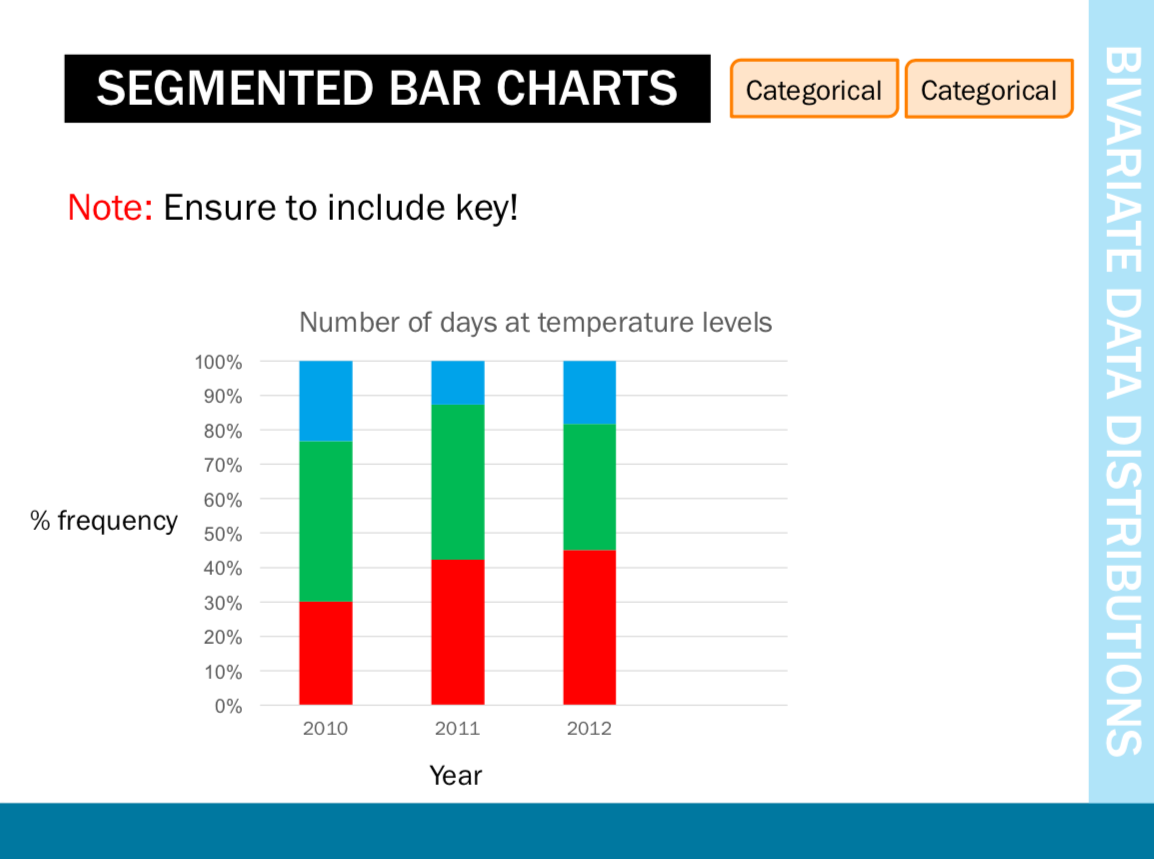 SEGMENTED BAR CHARTS
Categorical
Categorical
Note: Ensure to include key!
Number of days at temperature levels
100%
90%
80%
70%
60%
50%
40%
30%
20%
10%
0%
% frequency
2010 2011 2012
Year
BIVARIATE DATA DISTRIBUTIONS